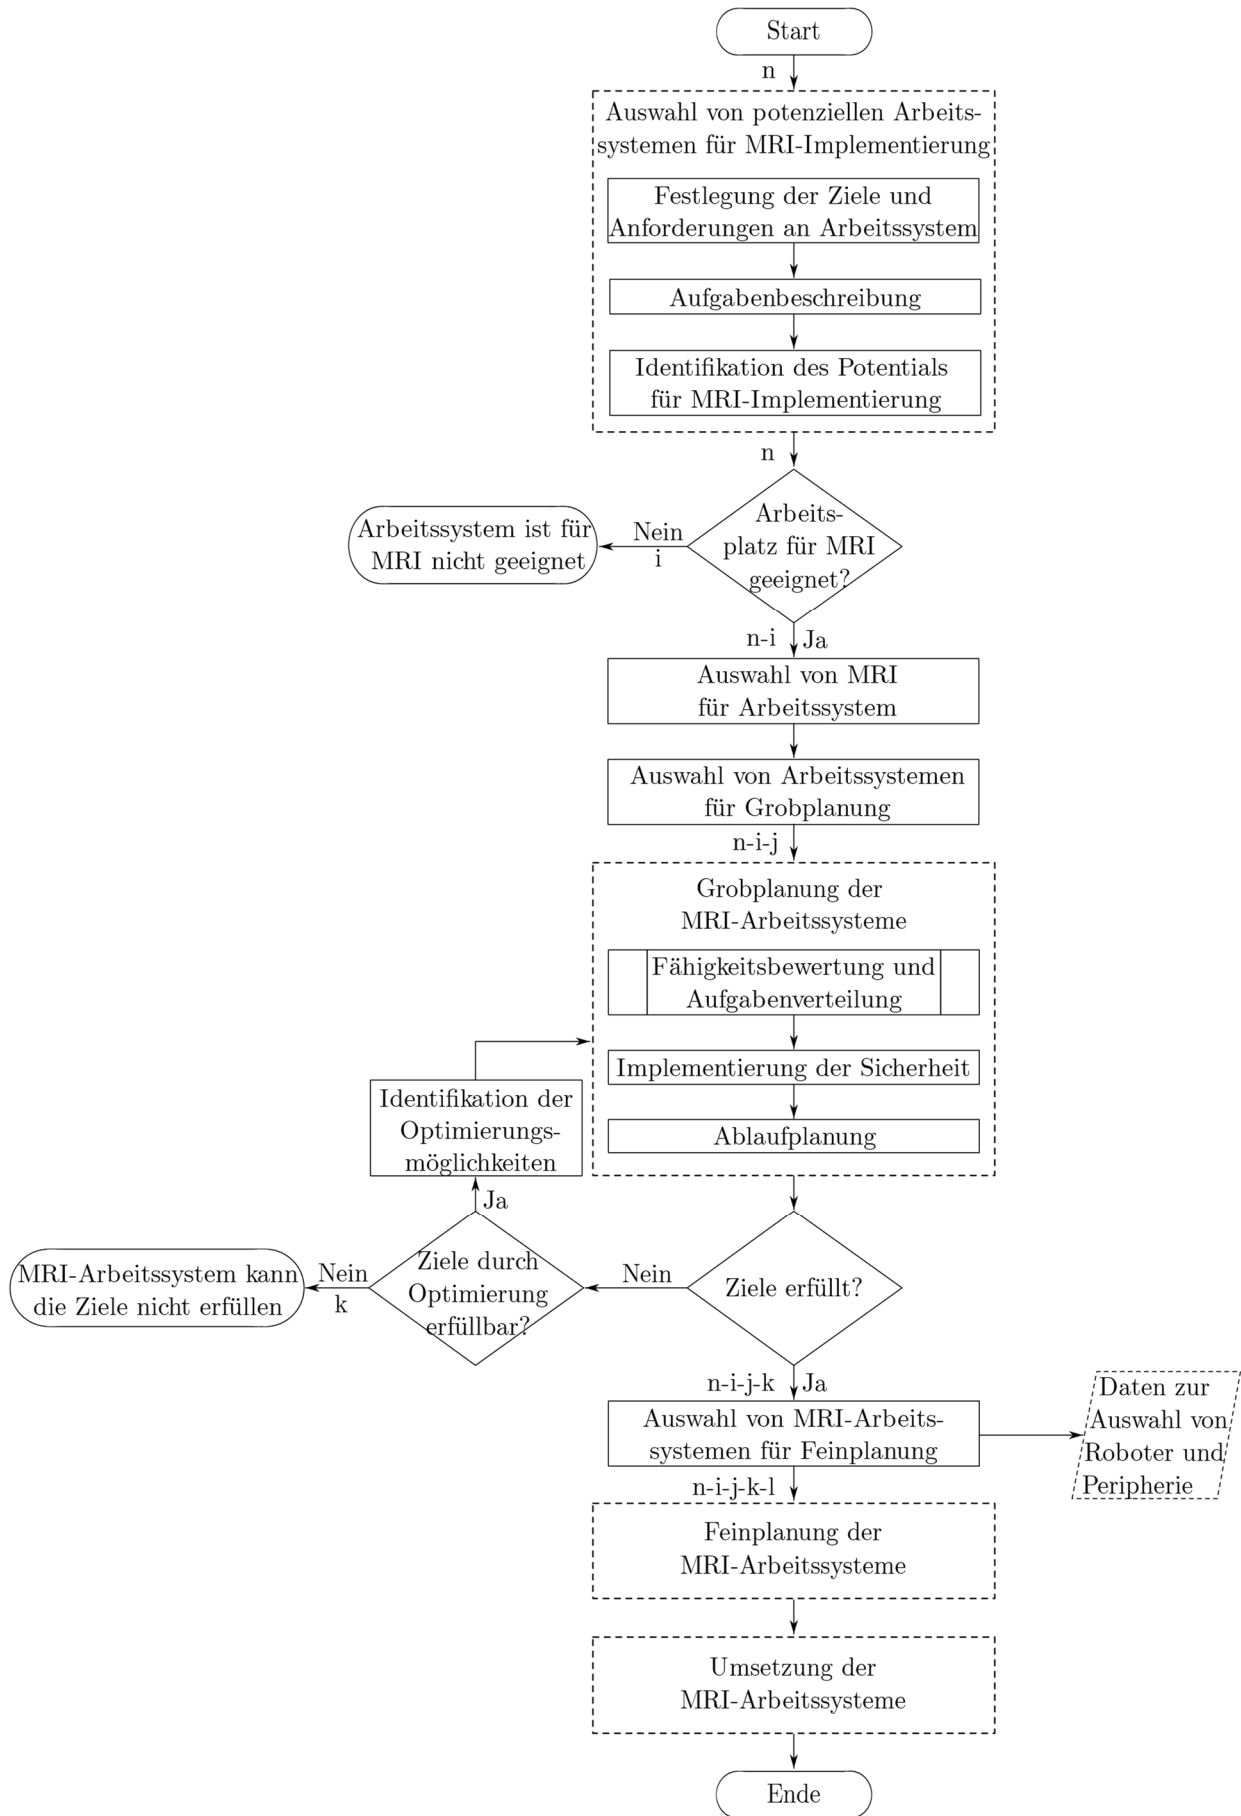 Start
n
Auswahl von potenziellen Arbeits-
systemen für MRI-Implementierung
Festlegung der Ziele und
Anforderungen an Arbeitssystem
Aufgabenbeschreibung
Identifikation des Potentials
für MRI-Implementierung
n
Arbeits-
platz für MRI
geeignet?
Nein
i
Arbeitssystem ist für
MRI nicht geeignet
n-i Ja
Auswahl von MRI
für Arbeitssystem
Auswahl von Arbeitssystemen
für Grobplanung
n-i-j
Grobplanung der
MRI-Arbeitssysteme
Fähigkeitsbewertung und
Aufgabenverteilung
Implementierung der Sicherheit
Ablaufplanung
Identifikation der
Optimierungs-
möglichkeiten
Ja
Ziele erfüllt?
Nein
Ziele durch
Optimierung
erfüllbar?
Nein
k
MRI-Arbeitssystem kann
die Ziele nicht erfüllen
n-i-j-k Ja
Auswahl von MRI-Arbeits-
systemen für Feinplanung
Daten zur
Auswahl von
Roboter und
Peripherie
n-i-j-k-l
Feinplanung der
MRI-Arbeitssysteme
Umsetzung der
MRI-Arbeitssysteme
Ende